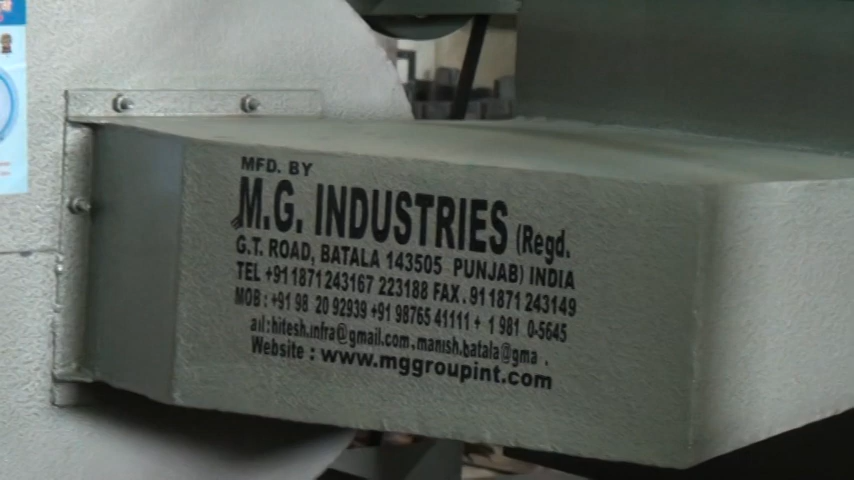 MFD. BY
M.G. INDUSTRIES (Regd.
G.T. ROAD, BATALA 143505 PUNJAB) INDIA
TEL +91 1871 243167 223188 FAX . 91 1871 243149
MOB : +91 98 20 92939 +91 98765 41111 + 1 981 0-5645
ail :hitesh.infra@gmail.com, manish.batala@gma .
Website : www.mggroupint.com